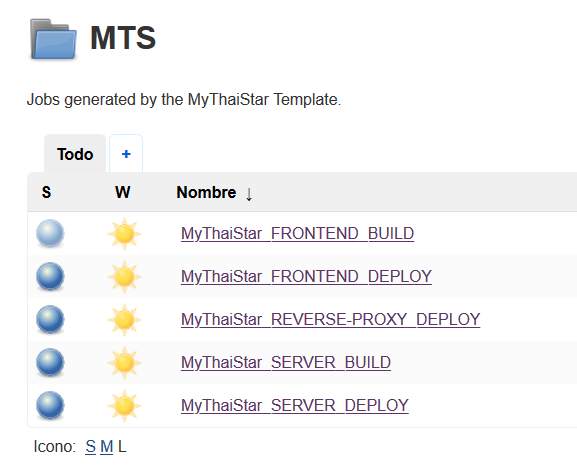 MTS
Jobs generated by the MyThaiStar Template.
Todo +
S W Nombre ↓
MyThaiStar_FRONTEND_BUILD
MyThaiStar_FRONTEND_DEPLOY
MyThaiStar_REVERSE-PROXY_DEPLOY
MyThaiStar_SERVER_BUILD
MyThaiStar_SERVER_DEPLOY
Icono: S M L